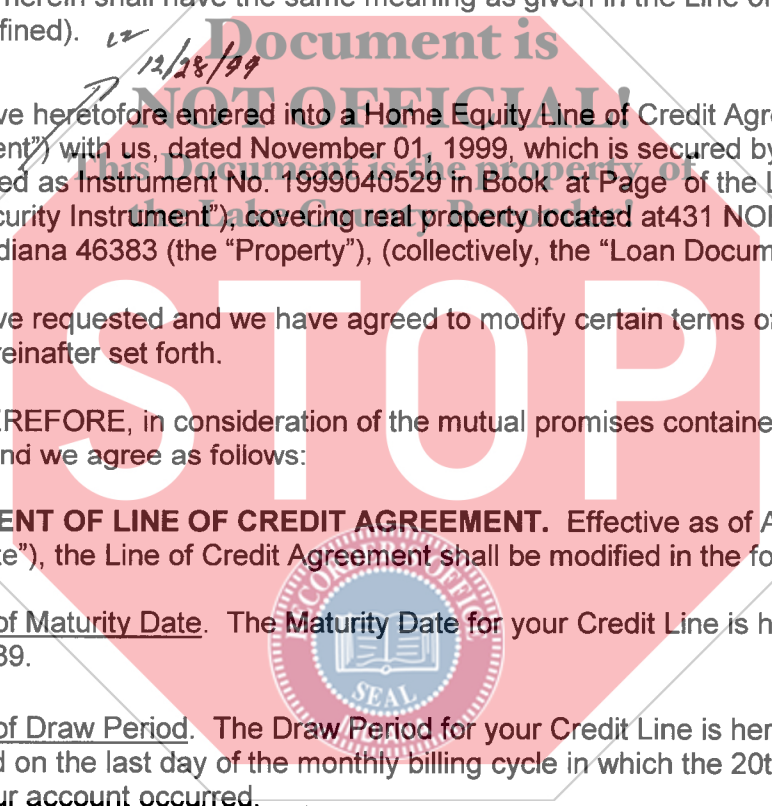 herein shall have the same meaning as given in the Line of
fined).
12/28/99
Document is
NOT OFFICIAL!
This Document is the property of
the Lake County Recorder!
ve heretofore entered into a Home Equity Line of Credit Agre
ent”) with us, dated November 01, 1999, which is secured by
ed as Instrument No. 1999040529 in Book at Page of the
curity Instrument”), covering real property located at431 NO
diana 46383 (the “Property”), (collectively, the “Loan Docum
STOP
ve requested and we have agreed to modify certain terms o
reinafter set forth.
EREFORE, in consideration of the mutual promises containe
nd we agree as follows:
ENT OF LINE OF CREDIT AGREEMENT. Effective as of A
te”), the Line of Credit Agreement shall be modified in the fo
of Maturity Date. The Maturity Date for your Credit Line is h
39.
of Draw Period. The Draw Period for your Credit Line is her
d on the last day of the monthly billing cycle in which the 20t
ur account occurred.
SEAL